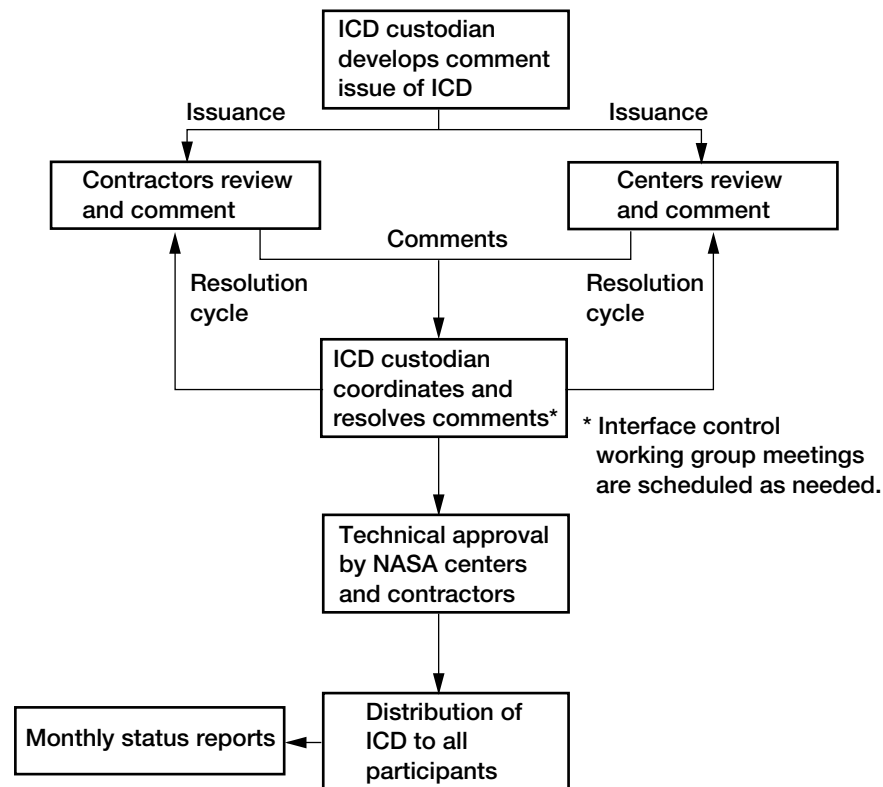 ICD custodian
develops comment
issue of ICD
Issuance
Issuance
Contractors review
and comment
Centers review
and comment
Comments
Resolution
cycle
Resolution
cycle
ICD custodian
coordinates and
resolves comments*
* Interface control
working group meetings
are scheduled as needed.
Technical approval
by NASA centers
and contractors
Distribution of
ICD to all
participants
Monthly status reports